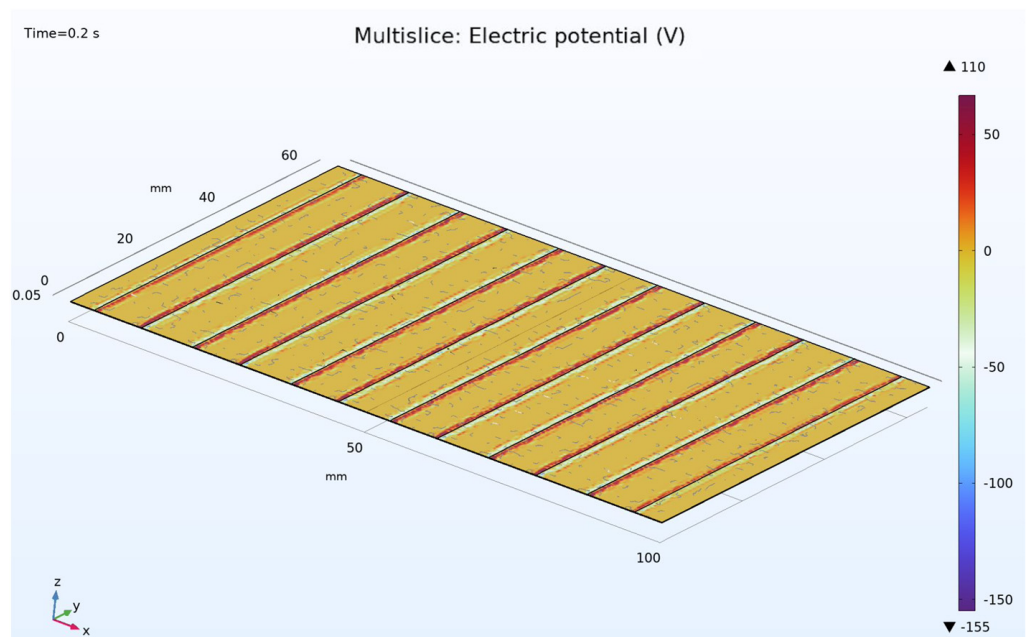 Time=0.2 s
Multislice: Electric potential (V)
▲ 110
60
50
mm
40
20
0
0
0.05
0
-50
50
mm
-100
100
-150
▼ -155
z
y
x